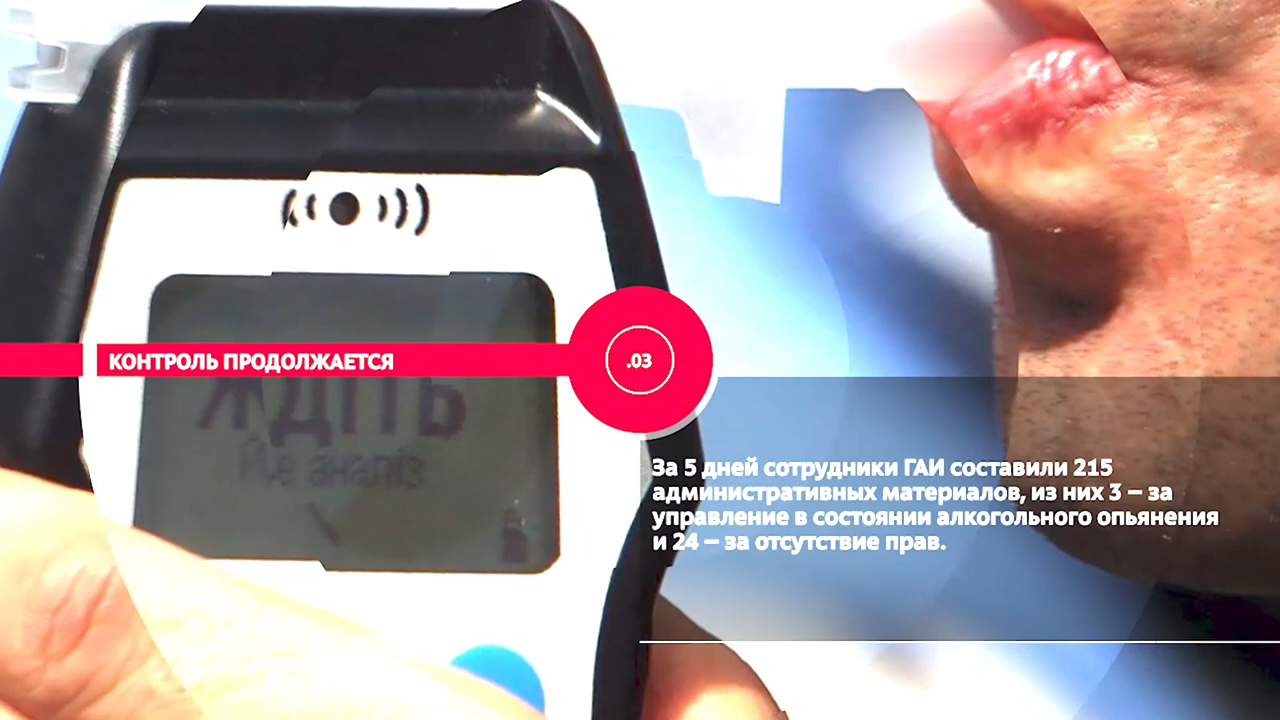 КОНТРОЛЬ ПРОДОЛЖАЕТСЯ
.03
ЖДІТЬ
аналіз
За 5 дней сотрудники ГАИ составили 215
административных материалов, из них 3 – за
управление в состоянии алкогольного опьянения
и 24 – за отсутствие прав.